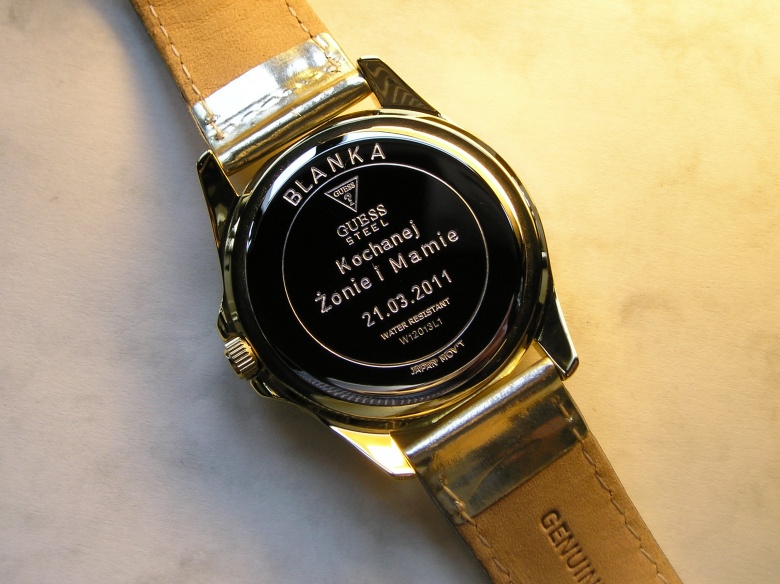 BLANKA
GUESS
?
GUESS
STEEL
Kochanej
Żonie i Mamie
21.03.2011
WATER RESISTANT
W12013L1
JAPAN MOV'T
GENUIN